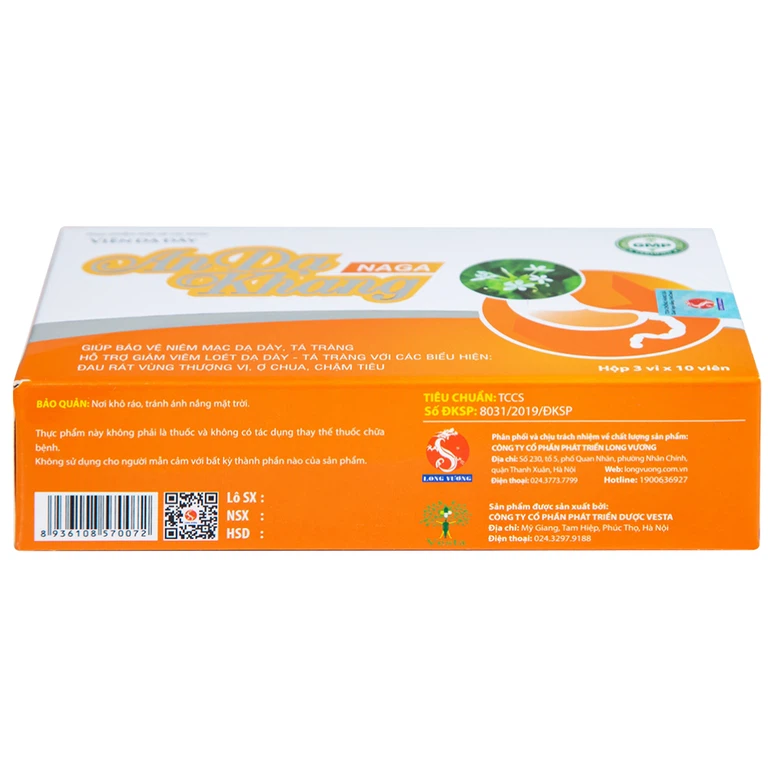 VIÊN DẠ DÀY
An Dạ
Khang
NAGA
GMP
GIÚP BẢO VỆ NIÊM MẠC DẠ DÀY, TÁ TRÀNG
HỖ TRỢ GIẢM VIÊM LOÉT DẠ DÀY - TÁ TRÀNG VỚI CÁC BIỂU HIỆN:
ĐAU RÁT VÙNG THƯỢNG VỊ, Ợ CHUA, CHẬM TIÊU
Hộp 3 vỉ x 10 viên
BẢO QUẢN: Nơi khô ráo, tránh ánh nắng mặt trời.
Thực phẩm này không phải là thuốc và không có tác dụng thay thế thuốc chữa
bệnh.
Không sử dụng cho người mẫn cảm với bất kỳ thành phần nào của sản phẩm.
8936108570072
Lô SX :
NSX :
HSD :
TIÊU CHUẨN: TCCS
Số ĐKSP: 8031/2019/ĐKSP
LONG VƯƠNG
Phân phối và chịu trách nhiệm về chất lượng sản phẩm:
CÔNG TY CỔ PHẦN PHÁT TRIỂN LONG VƯƠNG
Địa chỉ: Số 230, tổ 5, phố Quan Nhân, phường Nhân Chính,
quận Thanh Xuân, Hà Nội Web: longvuong.com.vn
Điện thoại: 024.3773.7799 Hotline: 1900636927
Sản phẩm được sản xuất bởi:
CÔNG TY CỔ PHẦN PHÁT TRIỂN DƯỢC VESTA
Địa chỉ: Mỹ Giang, Tam Hiệp, Phúc Thọ, Hà Nội
Điện thoại: 024.3297.9188